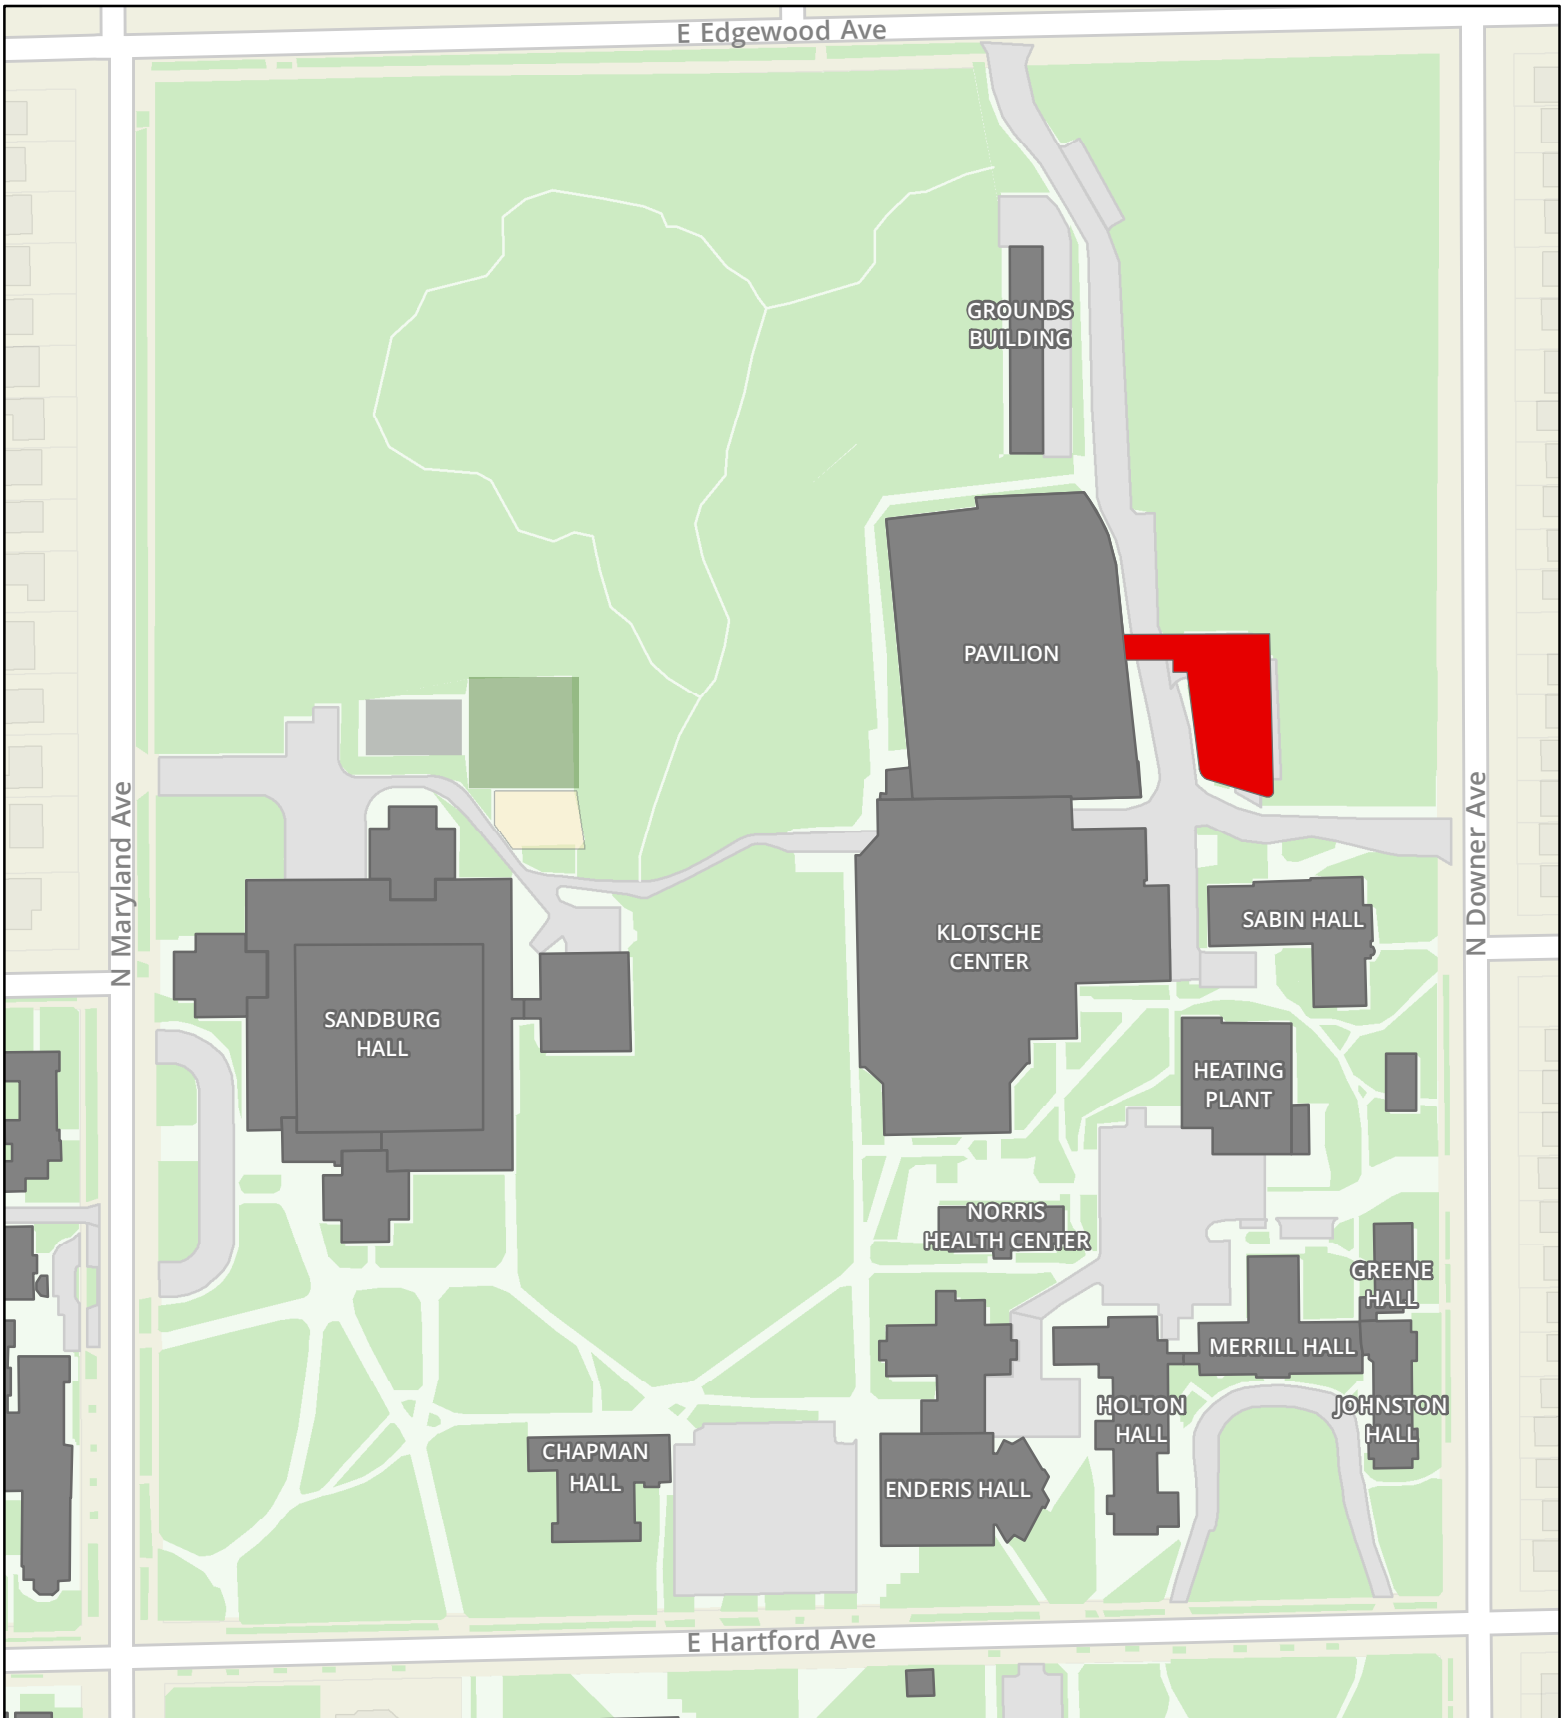 E Edgewood Ave
GROUNDS
BUILDING
PAVILION
N Maryland Ave
N Downer Ave
SABIN HALL
KLOTSCHE
CENTER
SANDBURG
HALL
HEATING
PLANT
NORRIS
HEALTH CENTER
GREENE
HALL
MERRILL HALL
HOLTON
HALL
JOHNSTON
HALL
CHAPMAN
HALL
ENDERIS HALL
E Hartford Ave